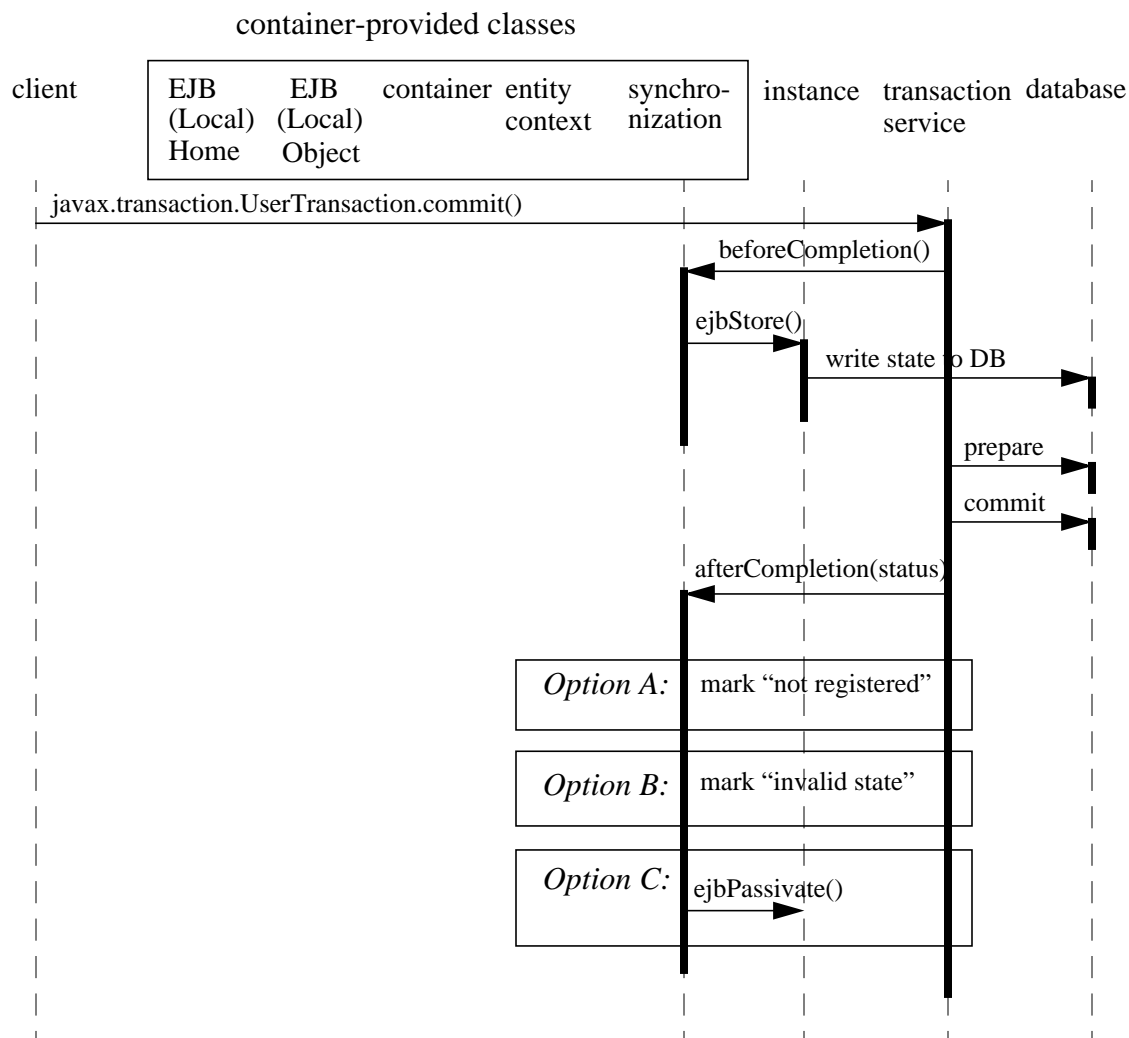 container-provided classes
client
EJB
(Local)
Home
EJB
(Local)
Object
container
entity
context
synchro-
nization
instance
transaction
service
database
javax.transaction.UserTransaction.commit()
beforeCompletion()
ejbStore()
write state to DB
prepare
commit
afterCompletion(status)
Option A:
mark “not registered”
Option B:
mark “invalid state”
Option C:
ejbPassivate()